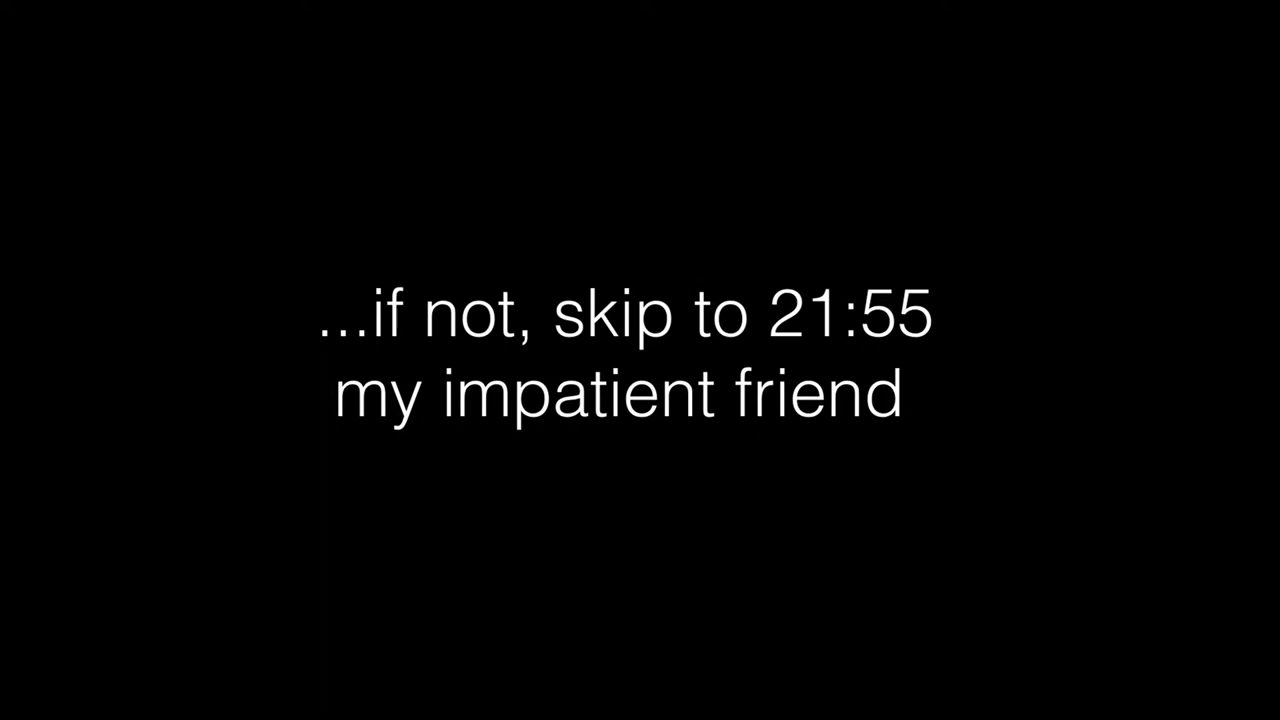 ...if not, skip to 21:55
my impatient friend